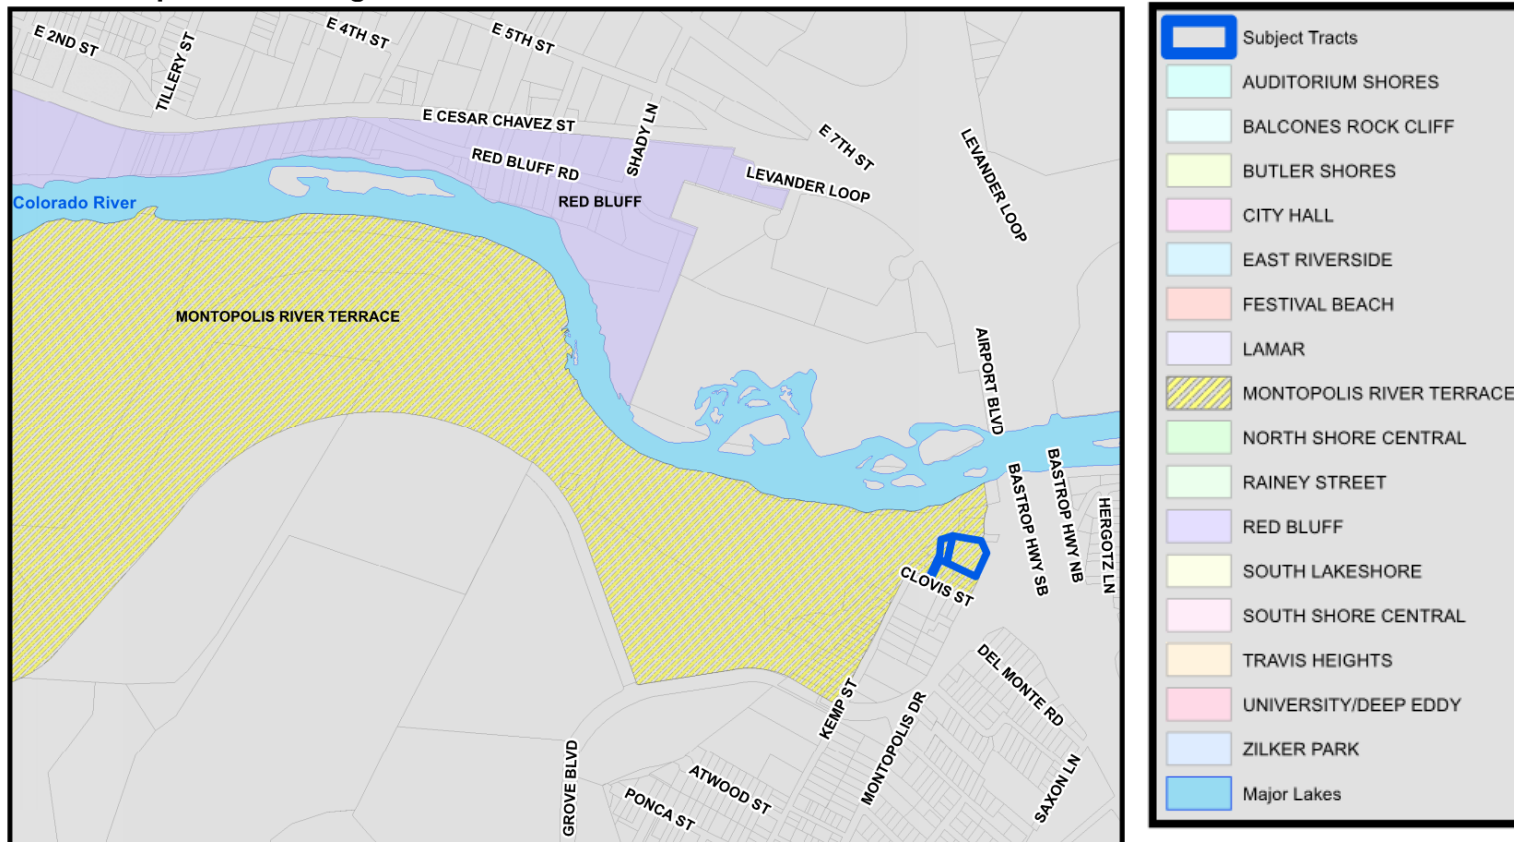 E 2ND ST
TILLERY ST
E 4TH ST
E 5TH ST
E CESAR CHAVEZ ST
SHADY LN
E 7TH ST
LEVANDER LOOP
RED BLUFF RD
LEVANDER LOOP
RED BLUFF
Colorado River
MONTOPOLIS RIVER TERRACE
AIRPORT BLVD
BASTROP HWY SB
BASTROP HWY NB
HERGOTZ LN
CLOVIS ST
DEL MONTE RD
KEMP ST
MONTOPOLIS DR
GROVE BLVD
ATWOOD ST
PONCA ST
SAXON LN
Subject Tracts
AUDITORIUM SHORES
BALCONES ROCK CLIFF
BUTLER SHORES
CITY HALL
EAST RIVERSIDE
FESTIVAL BEACH
LAMAR
MONTOPOLIS RIVER TERRACE
NORTH SHORE CENTRAL
RAINEY STREET
RED BLUFF
SOUTH LAKESHORE
SOUTH SHORE CENTRAL
TRAVIS HEIGHTS
UNIVERSITY/DEEP EDDY
ZILKER PARK
Major Lakes